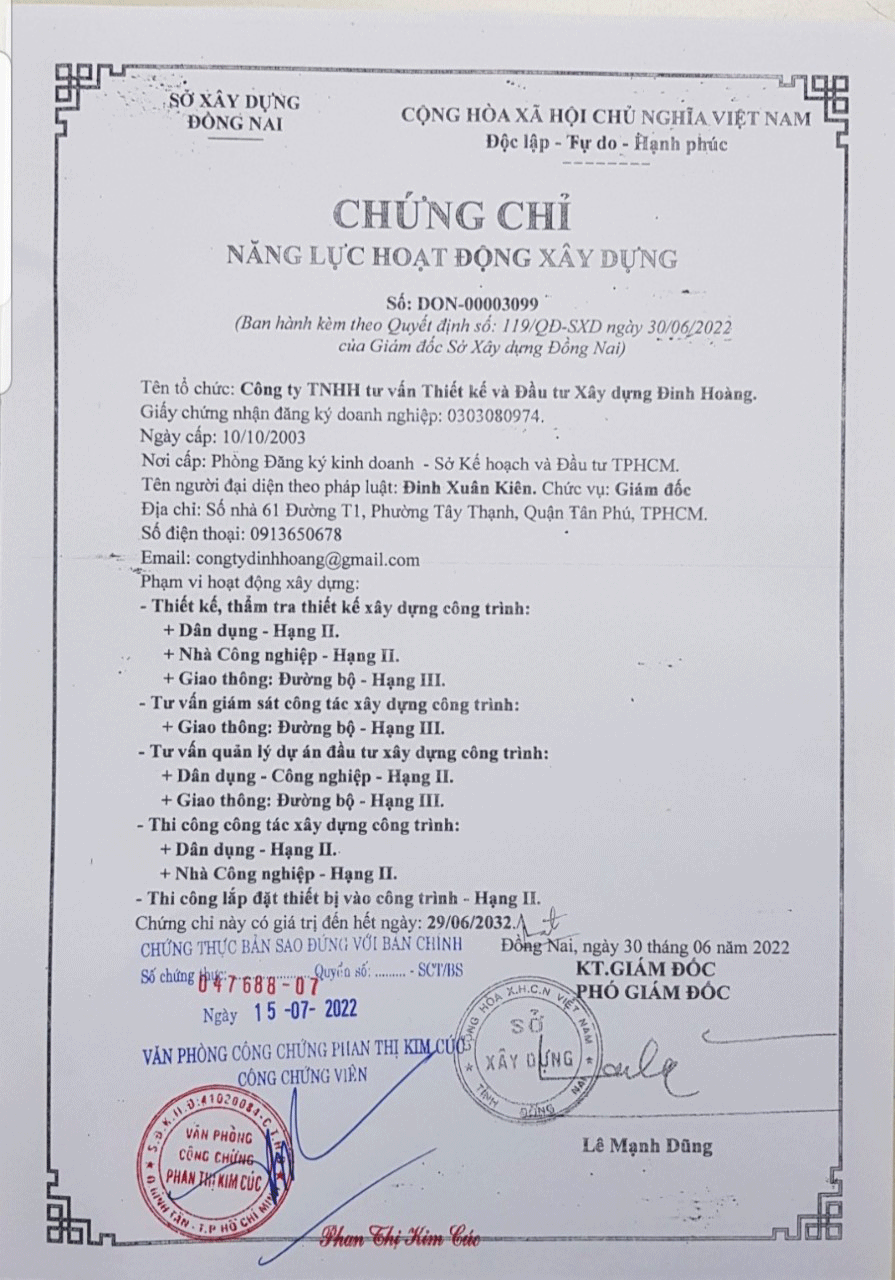 SỞ XÂY DỰNG
ĐỒNG NAI
CỘNG HÒA XÃ HỘI CHỦ NGHĨA VIỆT NAM
Độc lập - Tự do - Hạnh phúc
CHỨNG CHỈ
NĂNG LỰC HOẠT ĐỘNG XÂY DỰNG
Số: DON-00003099
(Ban hành kèm theo Quyết định số: 119/QĐ-SXD ngày 30/06/2022
của Giám đốc Sở Xây dựng Đồng Nai)
Tên tổ chức: Công ty TNHH tư vấn Thiết kế và Đầu tư Xây dựng Đinh Hoàng.
Giấy chứng nhận đăng ký doanh nghiệp: 0303080974.
Ngày cấp: 10/10/2003
Nơi cấp: Phòng Đăng ký kinh doanh - Sở Kế hoạch và Đầu tư TPHCM.
Tên người đại diện theo pháp luật: Đinh Xuân Kiên. Chức vụ: Giám đốc
Địa chỉ: Số nhà 61 Đường T1, Phường Tây Thạnh, Quận Tân Phú, TPHCM.
Số điện thoại: 0913650678
Email: congtydinhhoang@gmail.com
Phạm vi hoạt động xây dựng:
- Thiết kế, thẩm tra thiết kế xây dựng công trình:
+ Dân dụng - Hạng II.
+ Nhà Công nghiệp - Hạng II.
+ Giao thông: Đường bộ - Hạng III.
- Tư vấn giám sát công tác xây dựng công trình:
+ Giao thông: Đường bộ - Hạng III.
- Tư vấn quản lý dự án đầu tư xây dựng công trình:
+ Dân dụng - Công nghiệp - Hạng II.
+ Giao thông: Đường bộ - Hạng III.
- Thi công công tác xây dựng công trình:
+ Dân dụng - Hạng II.
+ Nhà Công nghiệp - Hạng II.
- Thi công lắp đặt thiết bị vào công trình - Hạng II.
Chứng chỉ này có giá trị đến hết ngày: 29/06/2032.
CHỨNG THỰC BẢN SAO ĐÚNG VỚI BẢN CHÍNH
Số chứng thực: 047688-07 Quyển số: ........ - SCT/BS
Ngày 15 -07- 2022
VĂN PHÒNG CÔNG CHỨNG PHAN THỊ KIM CÚC
CÔNG CHỨNG VIÊN
VĂN PHÒNG
CÔNG CHỨNG
PHAN THỊ KIM CÚC
Q.BÌNH TÂN - T.P HỒ CHÍ MINH
Phan Thị Kim Cúc
Đồng Nai, ngày 30 tháng 06 năm 2022
KT.GIÁM ĐỐC
PHÓ GIÁM ĐỐC
CỘNG HÒA X.H.C.N VIỆT NAM
SỞ
XÂY DỰNG
TỈNH ĐỒNG NAI
Lê Mạnh Dũng